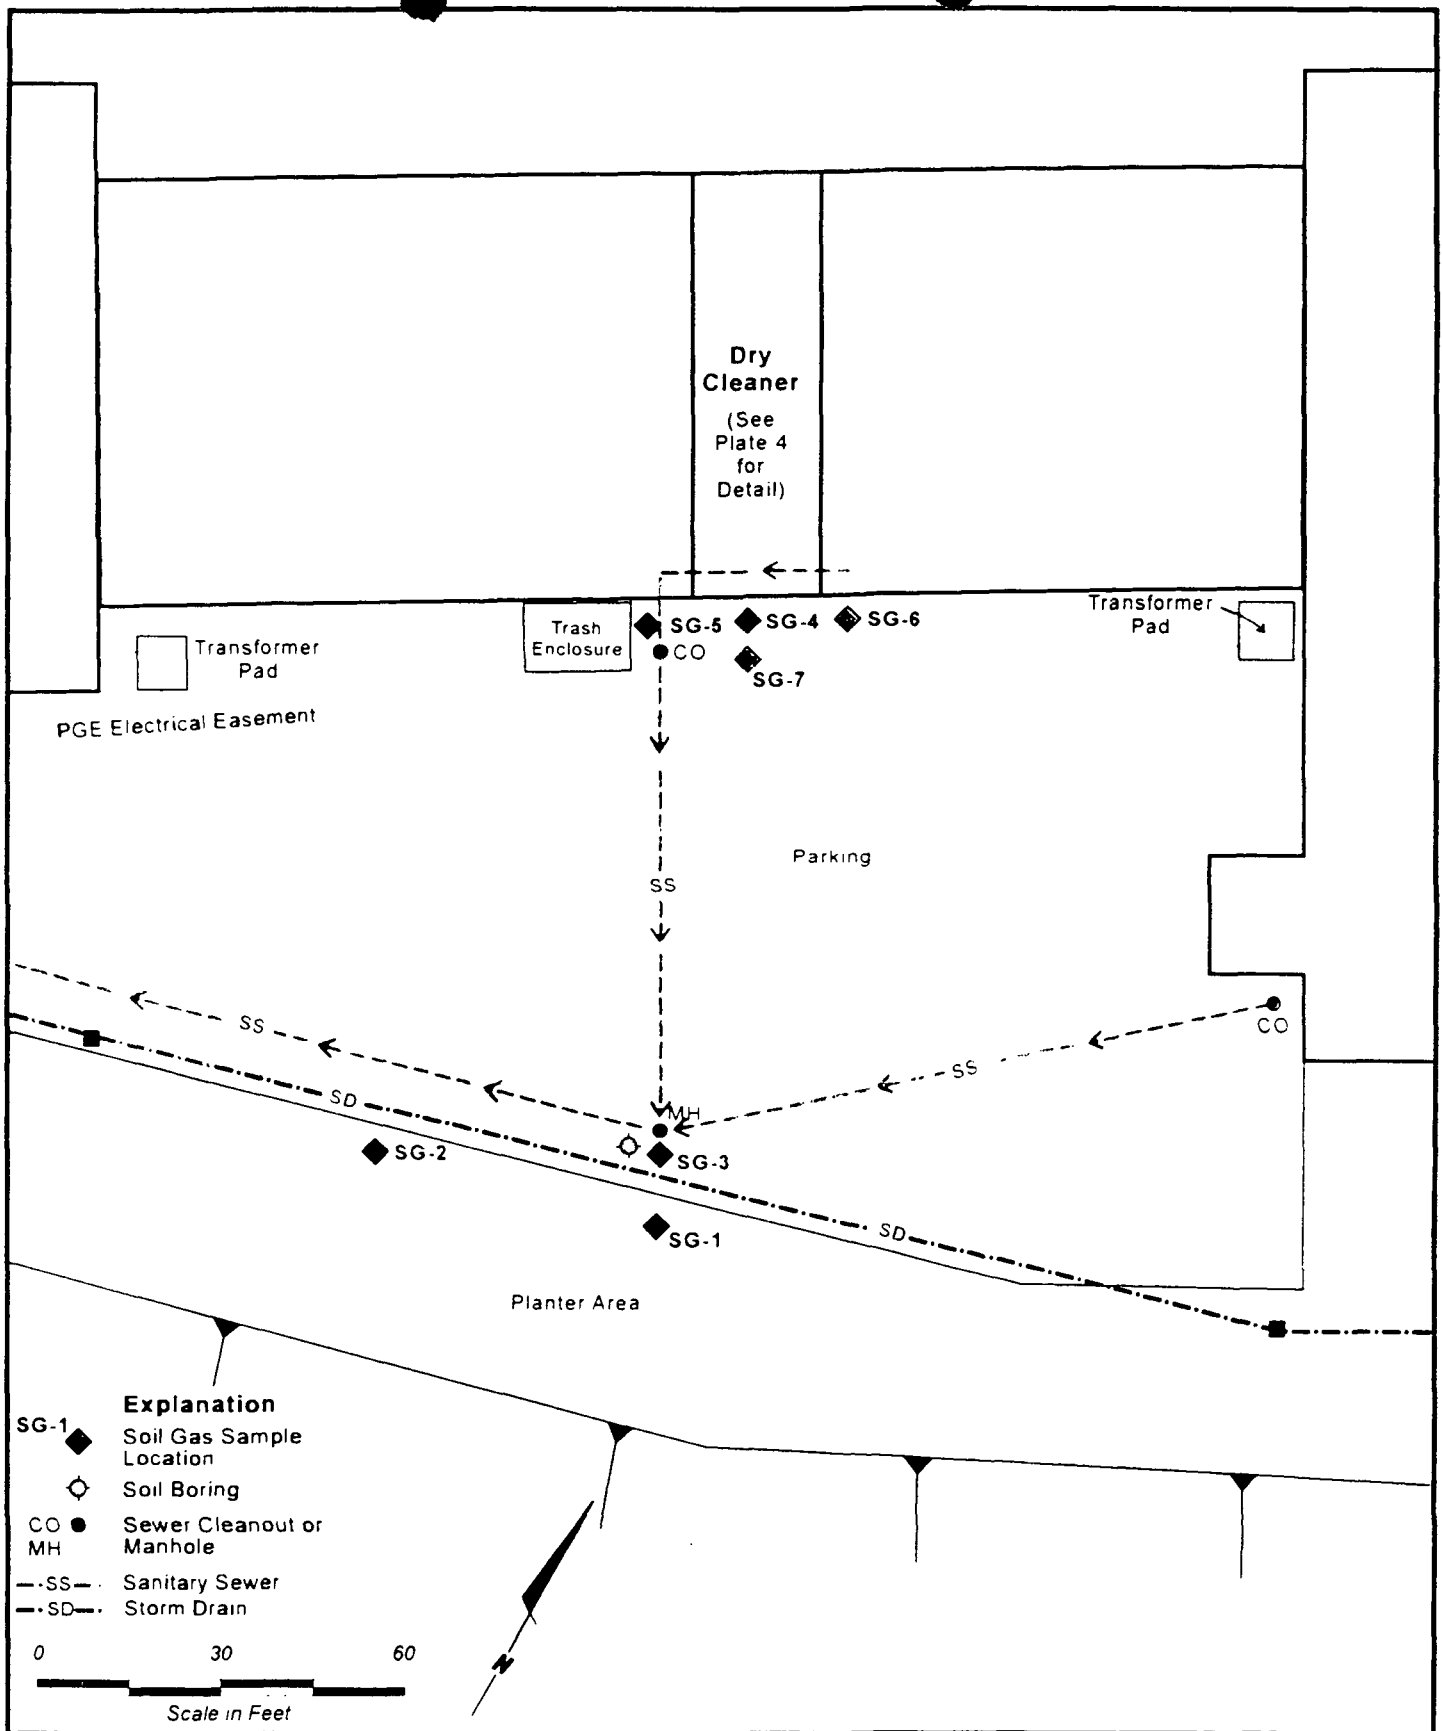 Dry
Cleaner
(See
Plate 4
for
Detail)
Transformer
Pad
Trash
Enclosure
SG-5
SG-4
SG-6
CO
SG-7
Transformer
Pad
PGE Electrical Easement
Parking
SS
SS
CO
SS
SD
MH
SG-2
SG-3
SD
SG-1
Planter Area
Explanation
SG-1
Soil Gas Sample
Location
Soil Boring
CO
Sewer Cleanout or
MH
Manhole
SS
Sanitary Sewer
SD
Storm Drain
N
0 30 60
Scale in Feet